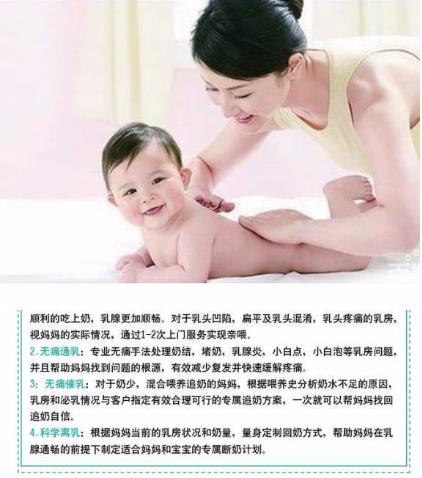 顺利的吃上奶，乳腺更加顺畅。对于乳头凹陷，扁平及乳头混淆，乳头疼痛的乳房，
视妈妈的实际情况，通过1-2次上门服务实现亲喂。
2.无痛通乳：专业无痛手法处理奶结，堵奶，乳腺炎，小白点，小白泡等乳房问题，
并且帮助妈妈找到问题的根源，有效减少复发并快速缓解疼痛。
3；无痛催乳：对于奶少，混合喂养追奶的妈妈，根据喂养史分析奶水不足的原因，
乳房和泌乳情况与客户指定有效合理可行的专属追奶方案，一次就可以帮妈妈找回
追奶自信。
4.科学离乳：根据妈妈当前的乳房状况和奶量，量身定制回奶方式，帮助妈妈在乳
腺通畅的前提下制定适合妈妈和宝宝的专属断奶计划。